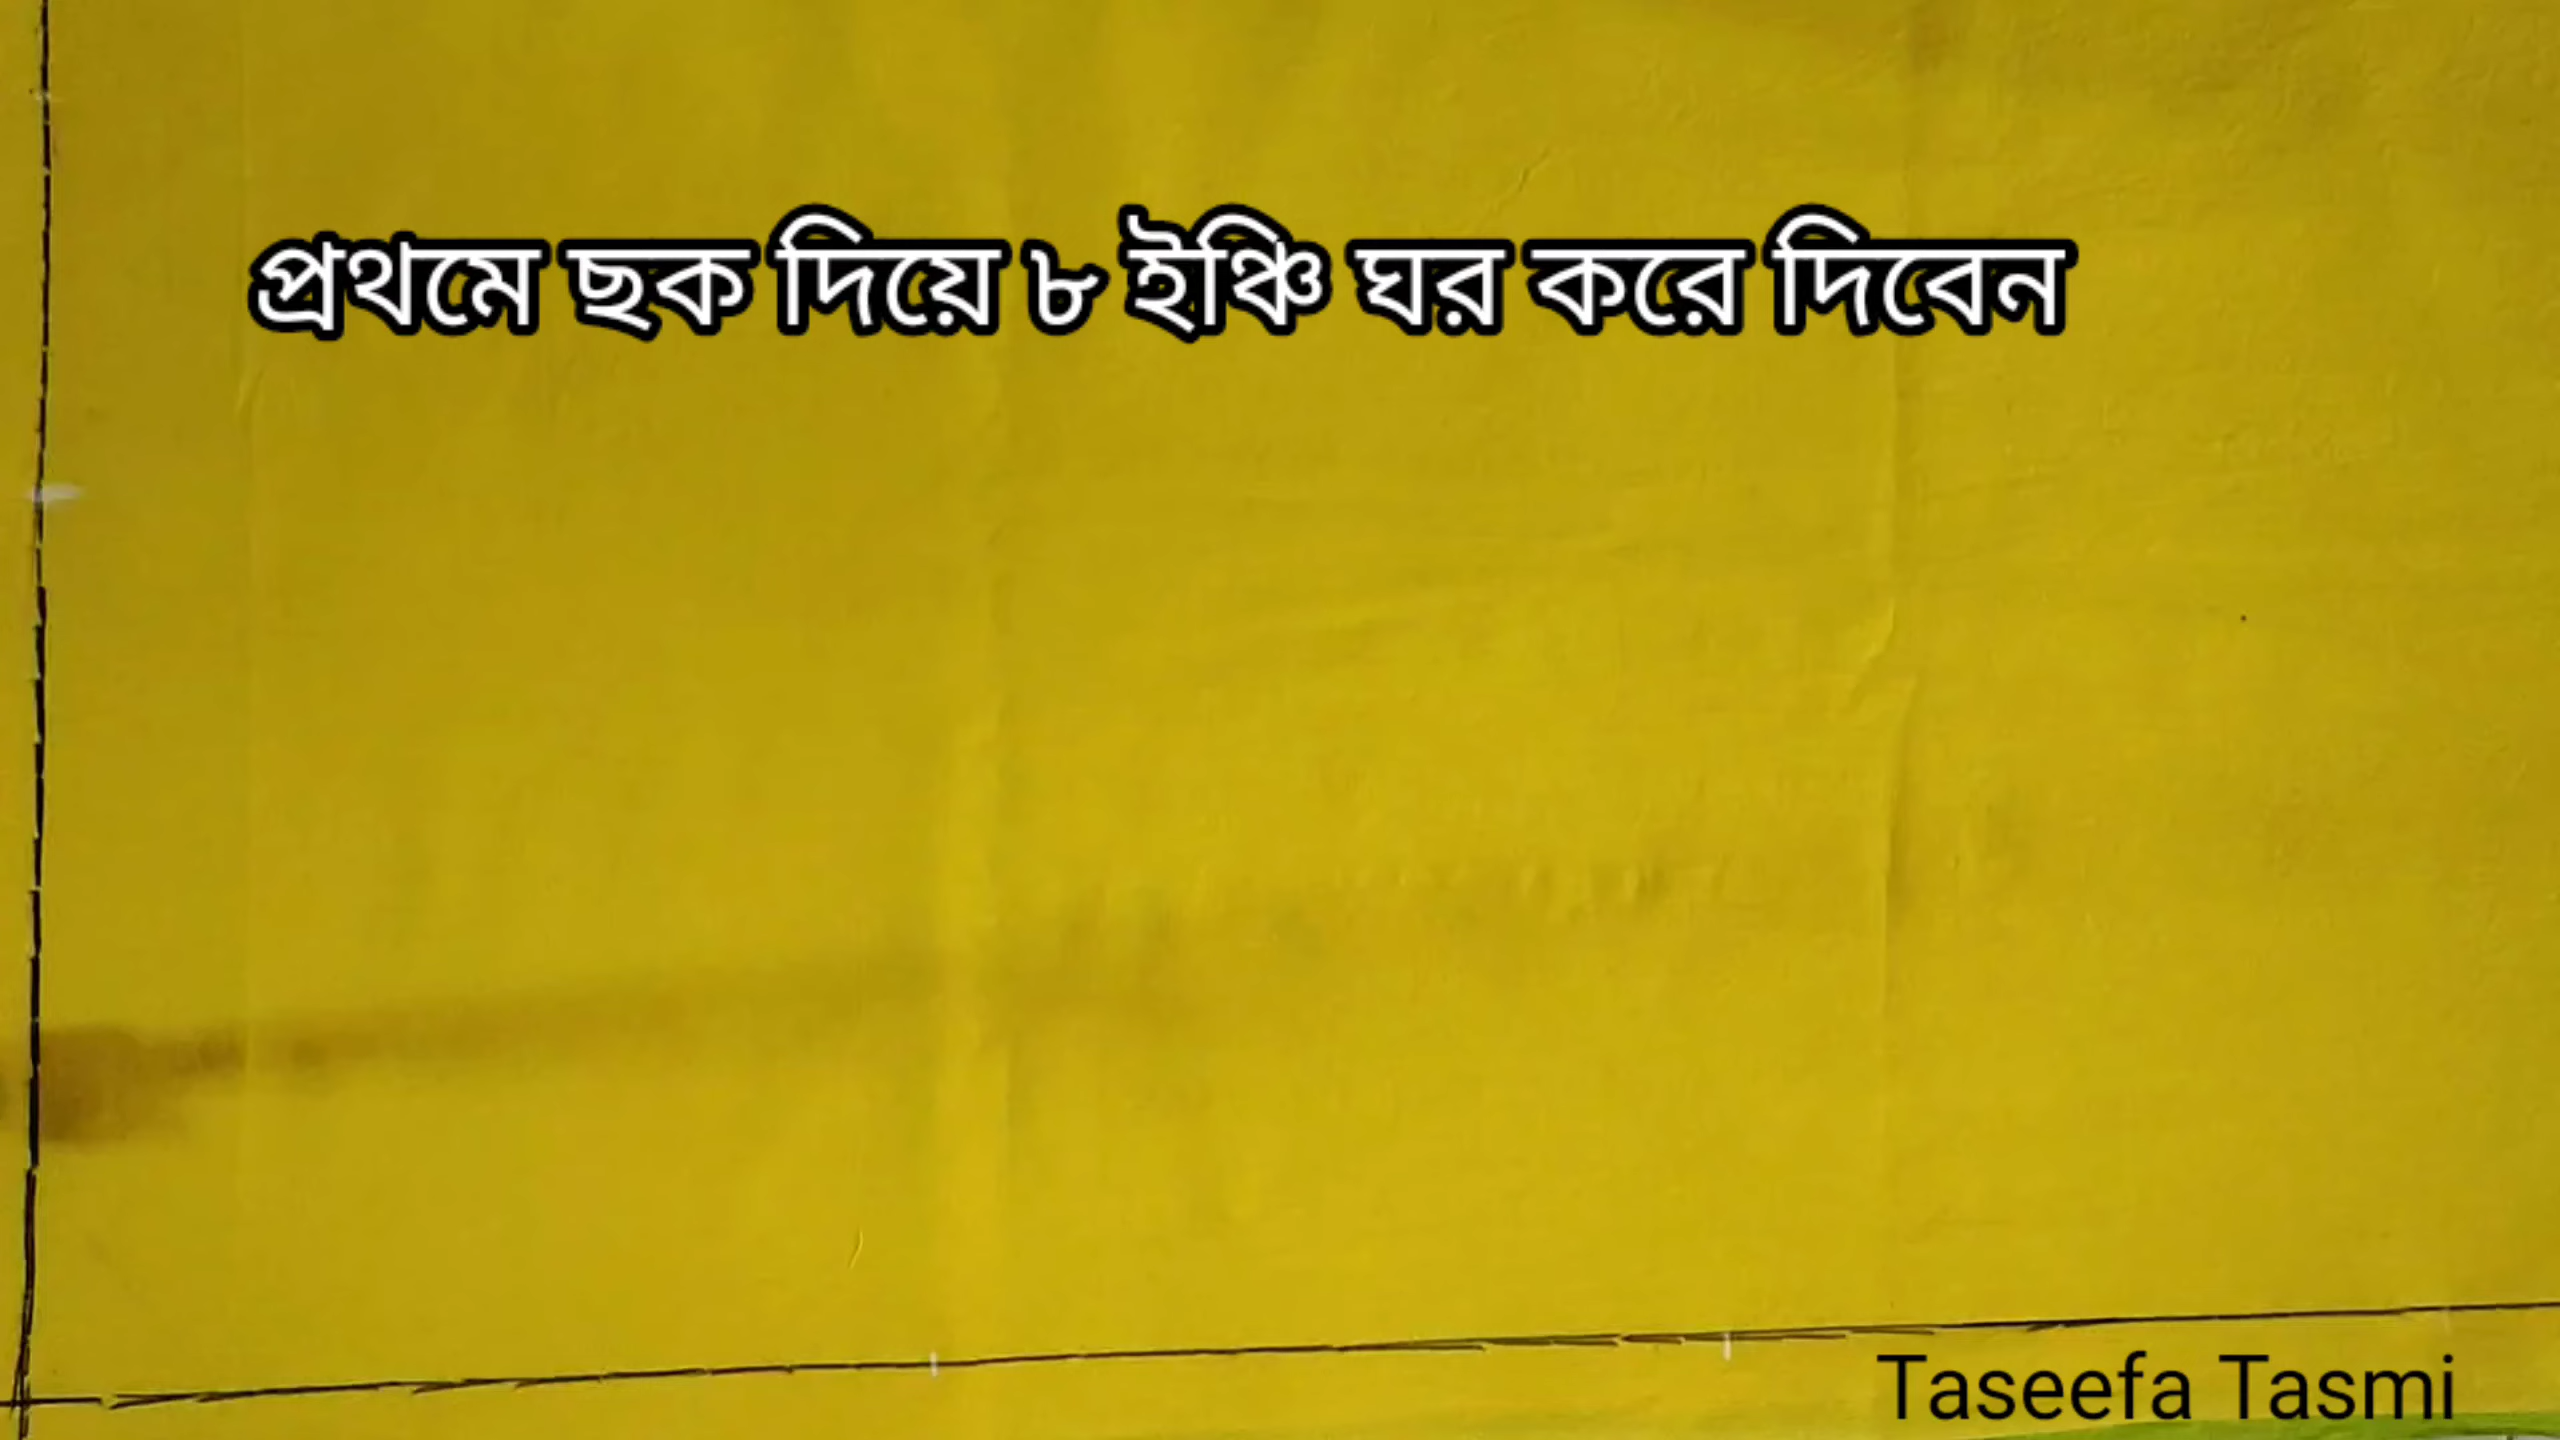 প্রথমে ছক দিয়ে ৮ ইঞ্চি ঘর করে দিবেন
Taseefa Tasmi